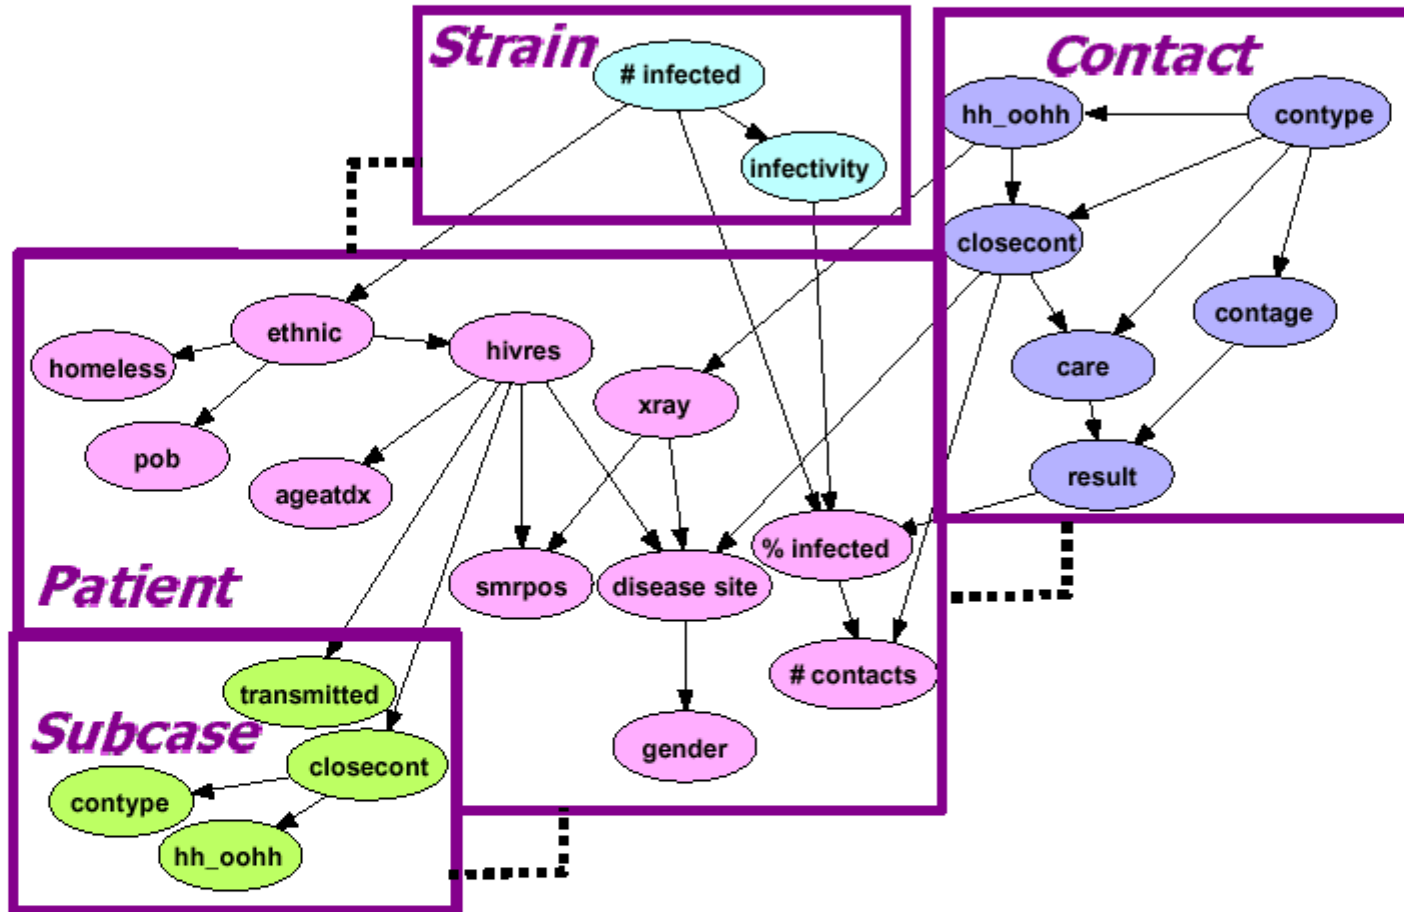 Strain
# infected
infectivity
Contact
hh_oohh
contype
closecont
contage
care
result
ethnic
homeless
hivres
pob
xray
ageatdx
% infected
smrpos
disease site
# contacts
gender
Patient
transmitted
Subcase
closecont
contype
hh_oohh